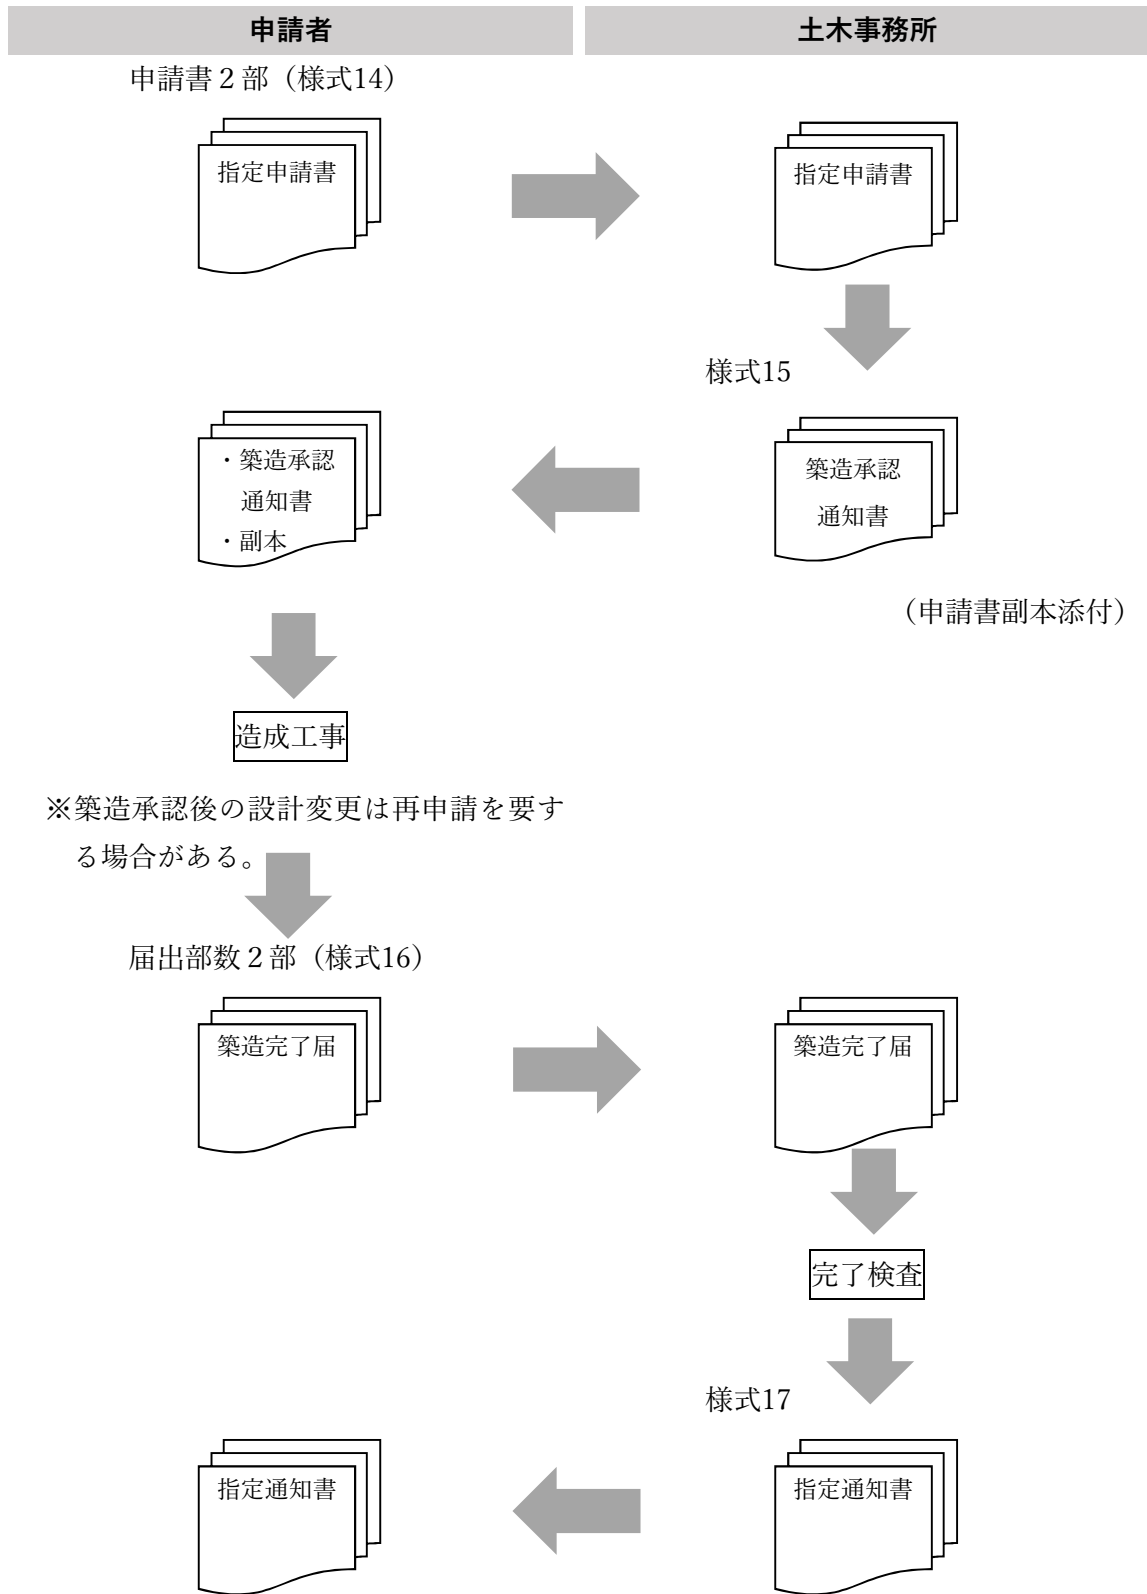 申請者
土木事務所
申請書２部（様式14）
指定申請書
指定申請書
様式15
・築造承認
通知書
・副本
築造承認
通知書
（申請書副本添付）
造成工事
※築造承認後の設計変更は再申請を要す
る場合がある。
届出部数２部（様式16）
築造完了届
築造完了届
完了検査
様式17
指定通知書
指定通知書